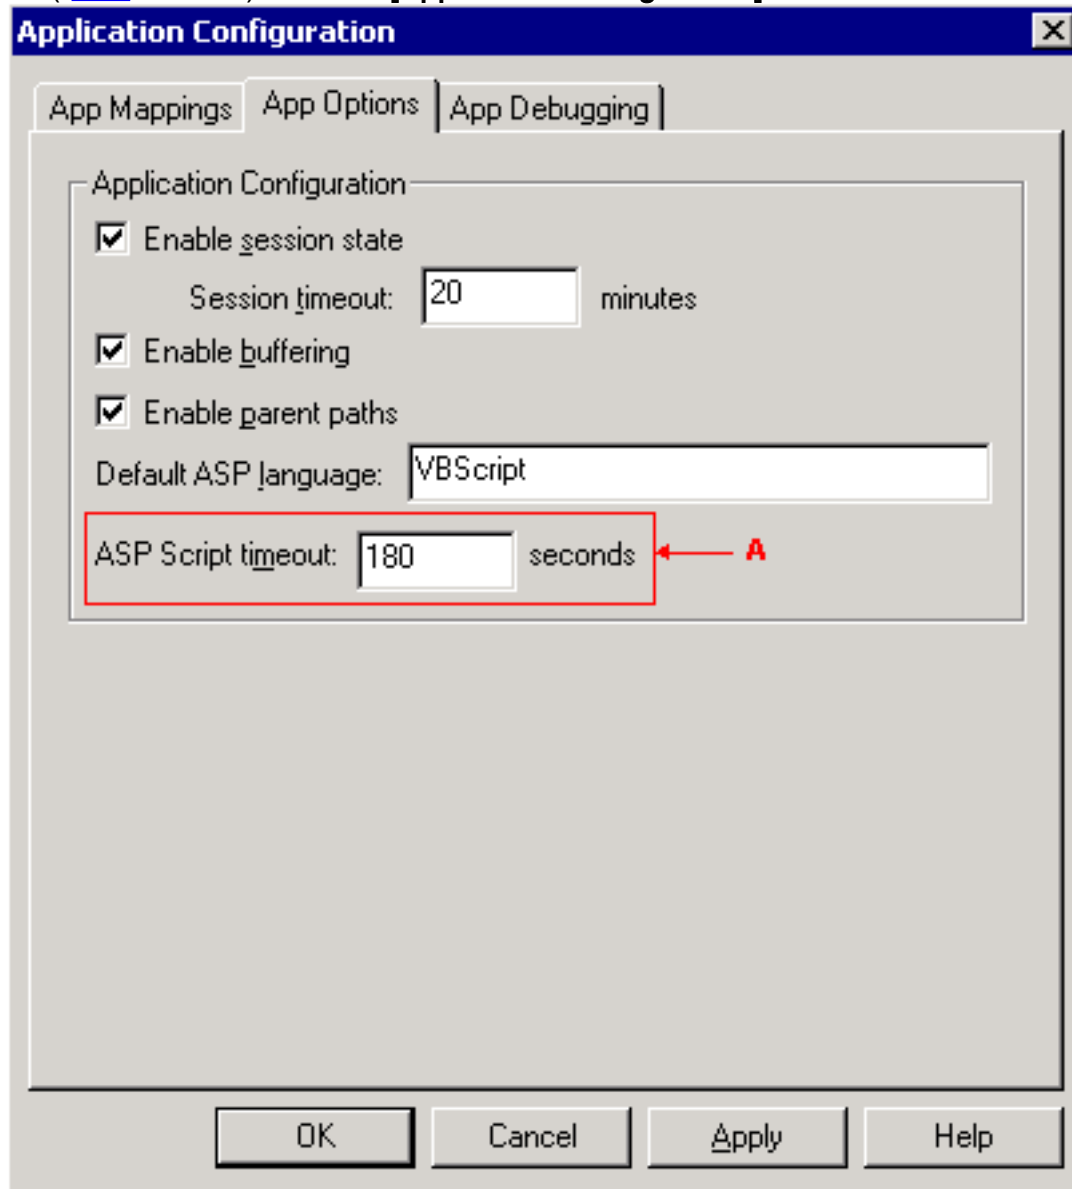 Application Configuration
App Mappings App Options App Debugging
Application Configuration
Enable session state
Session timeout: 20 minutes
Enable buffering
Enable parent paths
Default ASP language: VBScript
ASP Script timeout: 180 seconds A
OK Cancel Apply Help